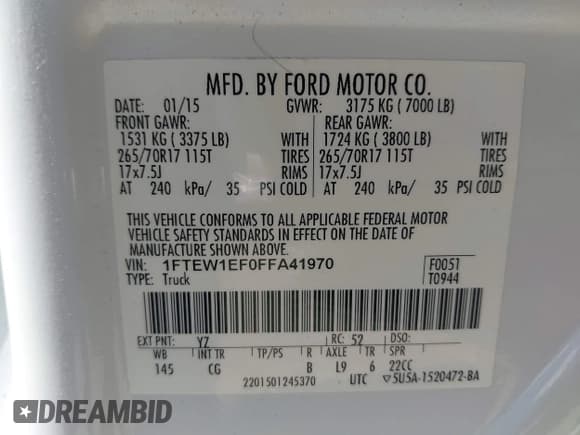 MFD. BY FORD MOTOR CO.
DATE: 01/15 GVWR: 3175 KG ( 7000 LB)
FRONT GAWR: REAR GAWR:
1531 KG ( 3375 LB) WITH 1724 KG ( 3800 LB) WITH
265/70R17 115T TIRES 265/70R17 115T TIRES
17x7.5J RIMS 17x7.5J RIMS
AT 240 kPa/ 35 PSI COLD AT 240 kPa/ 35 PSI COLD
THIS VEHICLE CONFORMS TO ALL APPLICABLE FEDERAL MOTOR
VEHICLE SAFETY STANDARDS IN EFFECT ON THE DATE OF
MANUFACTURE SHOWN ABOVE.
VIN: 1FTEW1EF0FFA41970 F0051
TYPE: Truck T0944
EXT PNT: YZ RC: 52 DSO:
WB INT TR TP/PS R AXLE TR SPR
145 CG B L9 6 22CC
2201501245370 UTC 5U5A-1520472-BA
DREAMBID